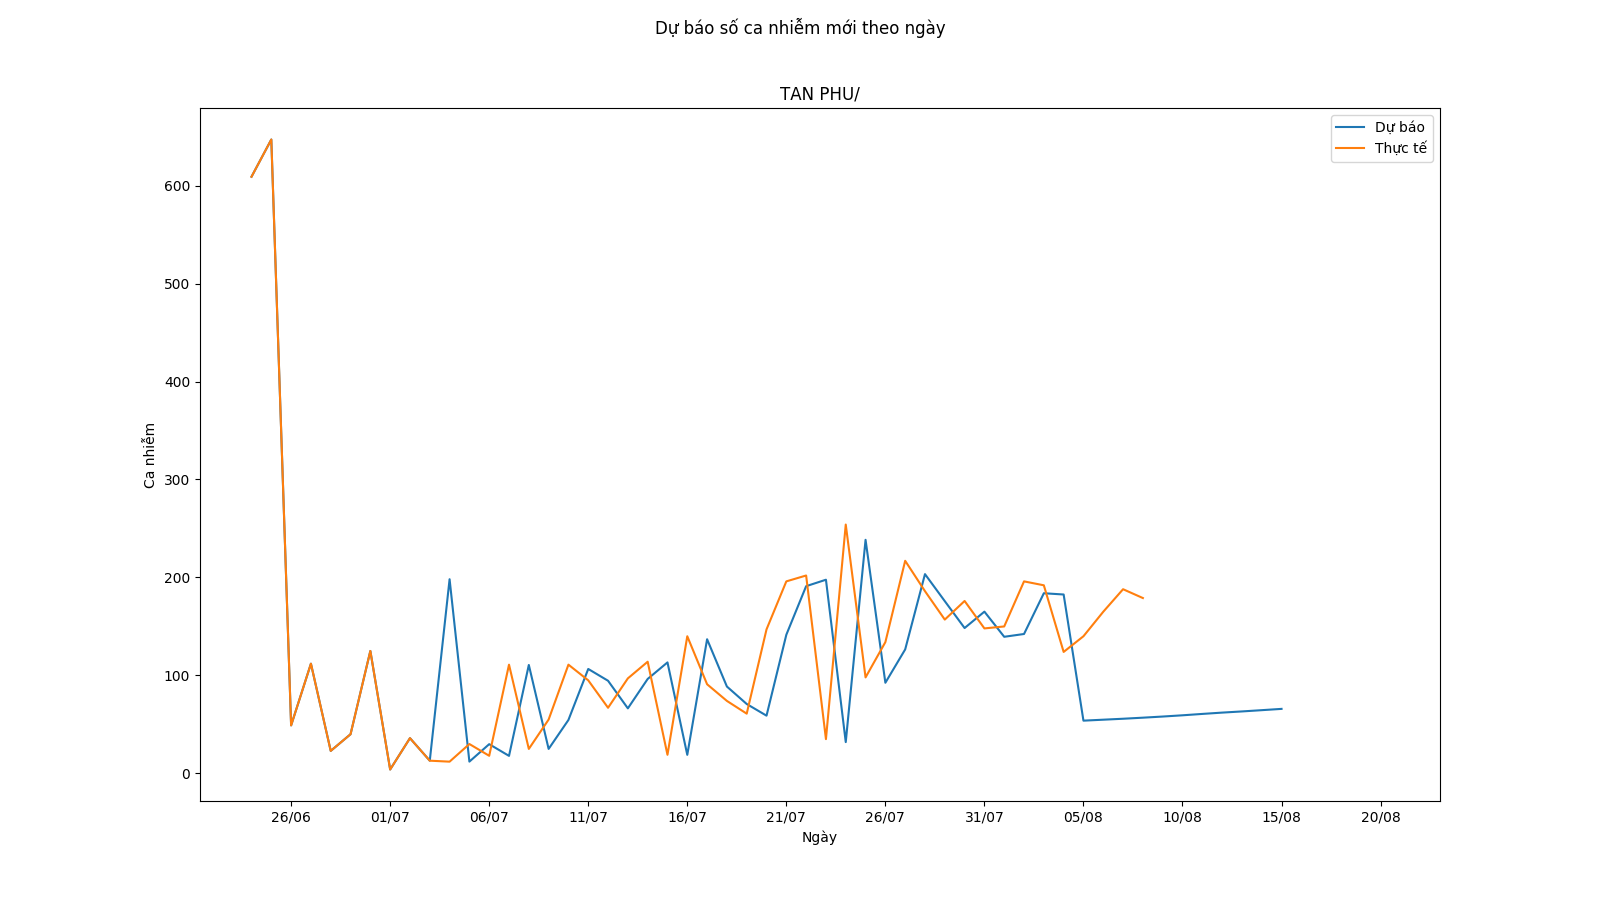 Dự báo số ca nhiễm mới theo ngày
TAN PHU/
Dự báo
Thực tế
600
500
400
300
200
100
0
Ca nhiễm
26/06 01/07 06/07 11/07 16/07 21/07 26/07 31/07 05/08 10/08 15/08 20/08
Ngày